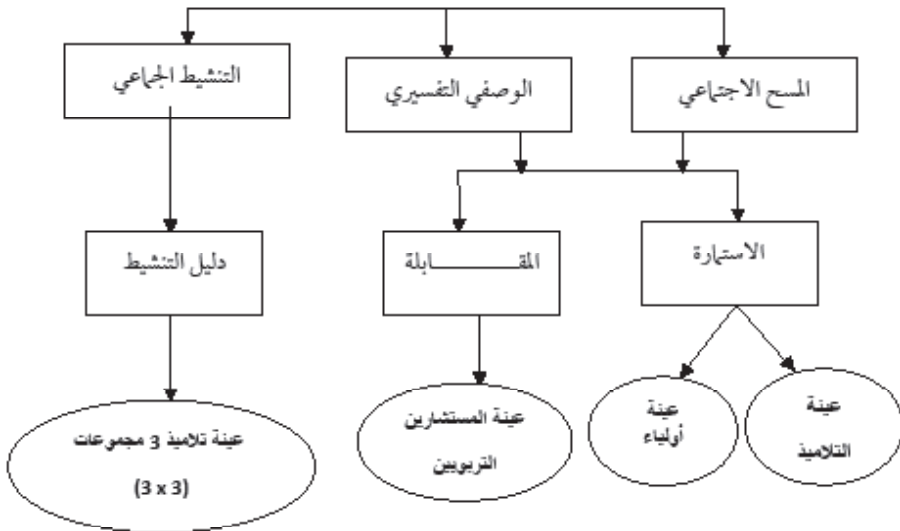 المسح الاجتماعي
الوصفي التفسيري
التنشيط الجماعي
الاستمارة
المقـــــــــابلة
دليل التنشيط
عينة
التلاميذ
عينة
أولياء
عينة المستشارين
التربويين
عينة تلاميذ 3 مجموعات
(3 x 3)